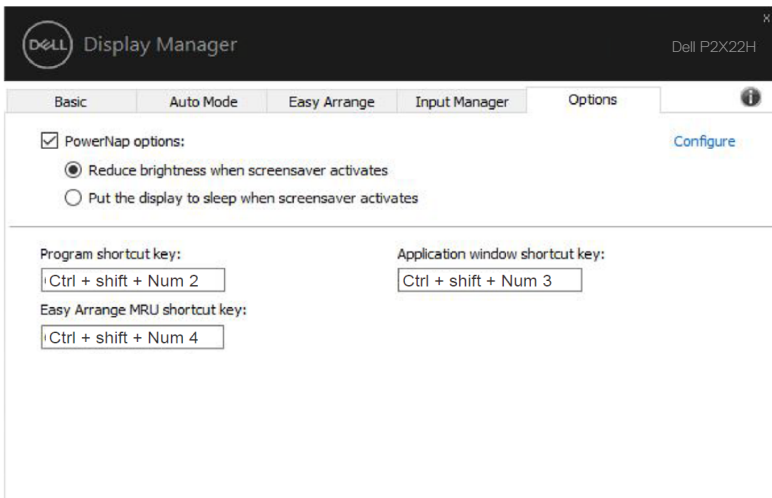 x
DELL Display Manager
Dell P2X22H
Basic Auto Mode Easy Arrange Input Manager Options i
PowerNap options: Configure
Reduce brightness when screensaver activates
Put the display to sleep when screensaver activates
Program shortcut key: Application window shortcut key:
Ctrl + shift + Num 2 Ctrl + shift + Num 3
Easy Arrange MRU shortcut key:
Ctrl + shift + Num 4